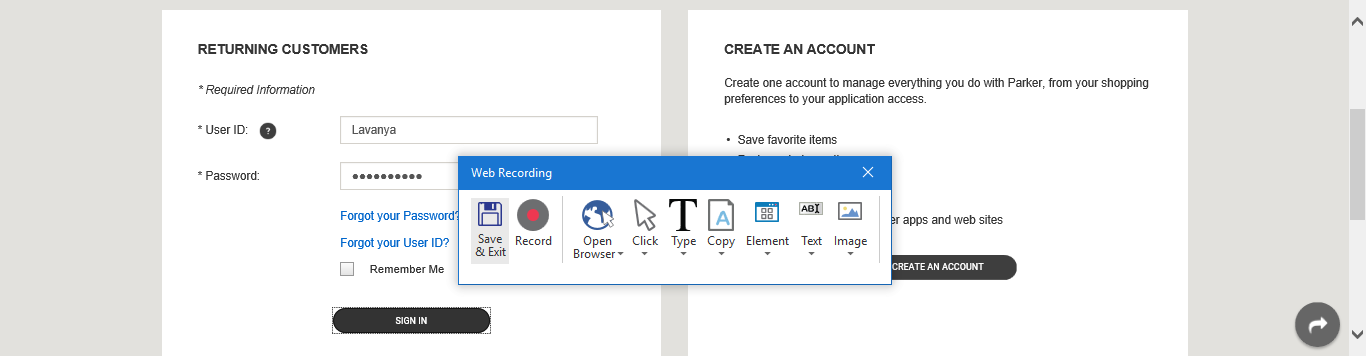 RETURNING CUSTOMERS
* Required Information
* User ID: ?
Lavanya
* Password:
Forgot your Password?
Forgot your User ID?
Remember Me
SIGN IN
CREATE AN ACCOUNT
Create one account to manage everything you do with Parker, from your shopping
preferences to your application access.
• Save favorite items
er apps and web sites
CREATE AN ACCOUNT
Web Recording
Save
& Exit
Record
Open
Browser
Click
Type
Copy
Element
Text
Image
T
A
AB